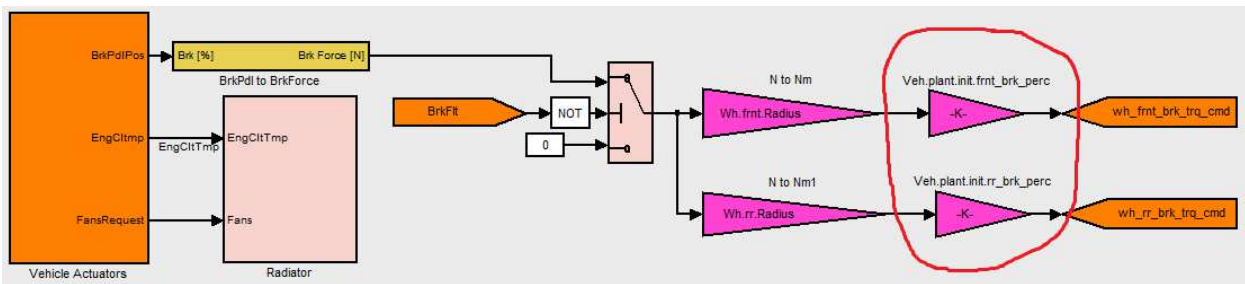 BrkPdlPos
Brk [%]
Brk Force [N]
BrkPdl to BrkForce
EngCltmp
EngCltTmp
EngCltTmp
FansRequest
Fans
Vehicle Actuators
Radiator
BrkFlt
NOT
0
N to Nm
Wh.frnt.Radius
Veh.plant.init.frnt_brk_perc
-K-
wh_frnt_brk_trq_cmd
N to Nm1
Wh.rr.Radius
Veh.plant.init.rr_brk_perc
-K-
wh_rr_brk_trq_cmd